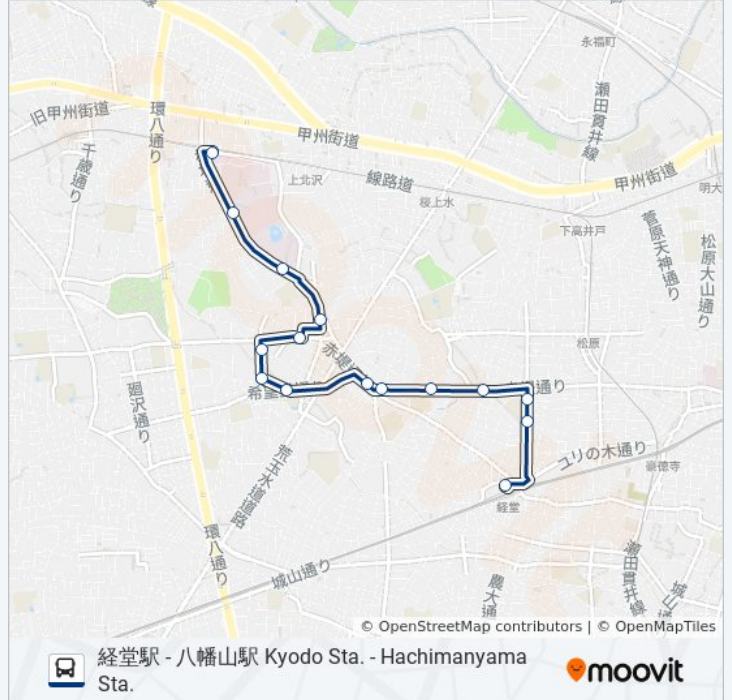 永福町
瀬田貫井線
旧甲州街道
環八通り
甲州街道
千歳通り
上北沢
線路道
甲州街道
桜上水
明大
下高井戸
菅原天神通り
松原大山通り
松原
赤堤
通り
希望
廻沢通り
荒玉水道道路
ユリの木通り
豪徳寺
経堂
環八通り
城山通り
農大通
瀬田貫井線
城山
© OpenStreetMap contributors | © OpenMapTiles
経堂駅 - 八幡山駅 Kyodo Sta. - Hachimanyama
Sta.
moovit